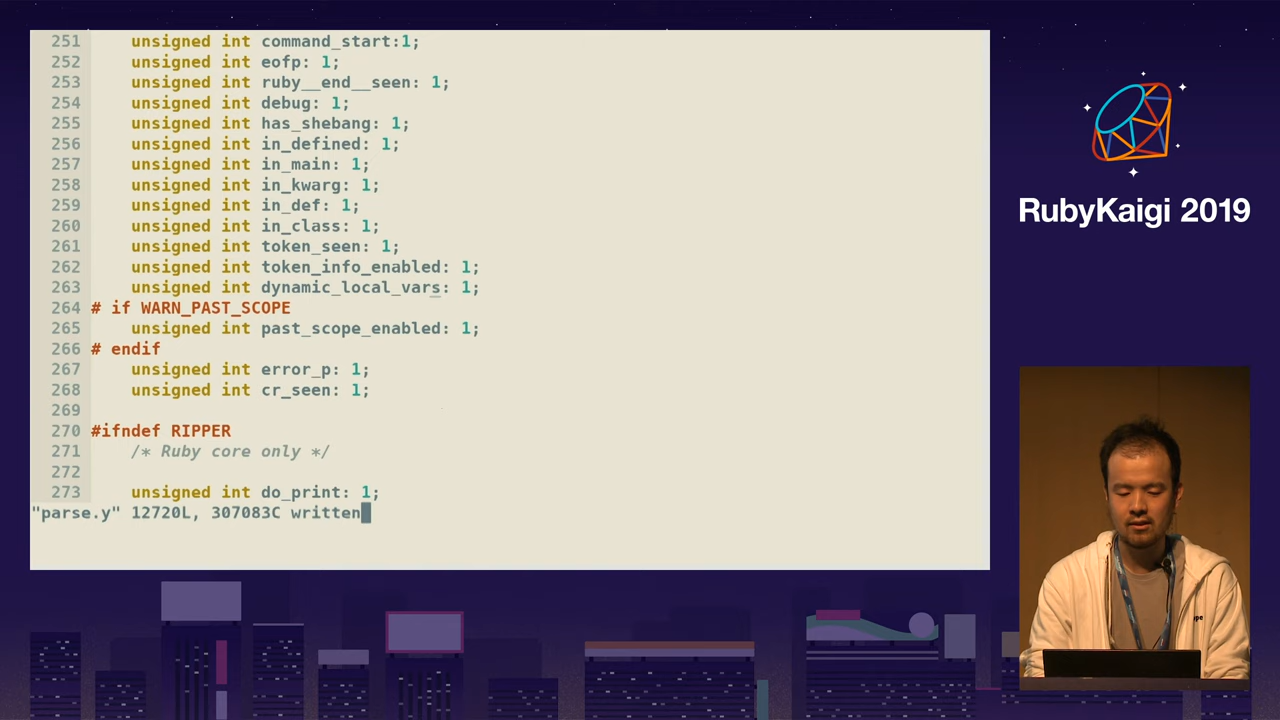 251     unsigned int command_start:1;
252     unsigned int eofp: 1;
253     unsigned int ruby__end__seen: 1;
254     unsigned int debug: 1;
255     unsigned int has_shebang: 1;
256     unsigned int in_defined: 1;
257     unsigned int in_main: 1;
258     unsigned int in_kwarg: 1;
259     unsigned int in_def: 1;
260     unsigned int in_class: 1;
261     unsigned int token_seen: 1;
262     unsigned int token_info_enabled: 1;
263     unsigned int dynamic_local_vars: 1;
264 # if WARN_PAST_SCOPE
265     unsigned int past_scope_enabled: 1;
266 # endif
267     unsigned int error_p: 1;
268     unsigned int cr_seen: 1;
269
270 #ifndef RIPPER
271     /* Ruby core only */
272
273     unsigned int do_print: 1;
"parse.y" 12720L, 307083C written
RubyKaigi 2019